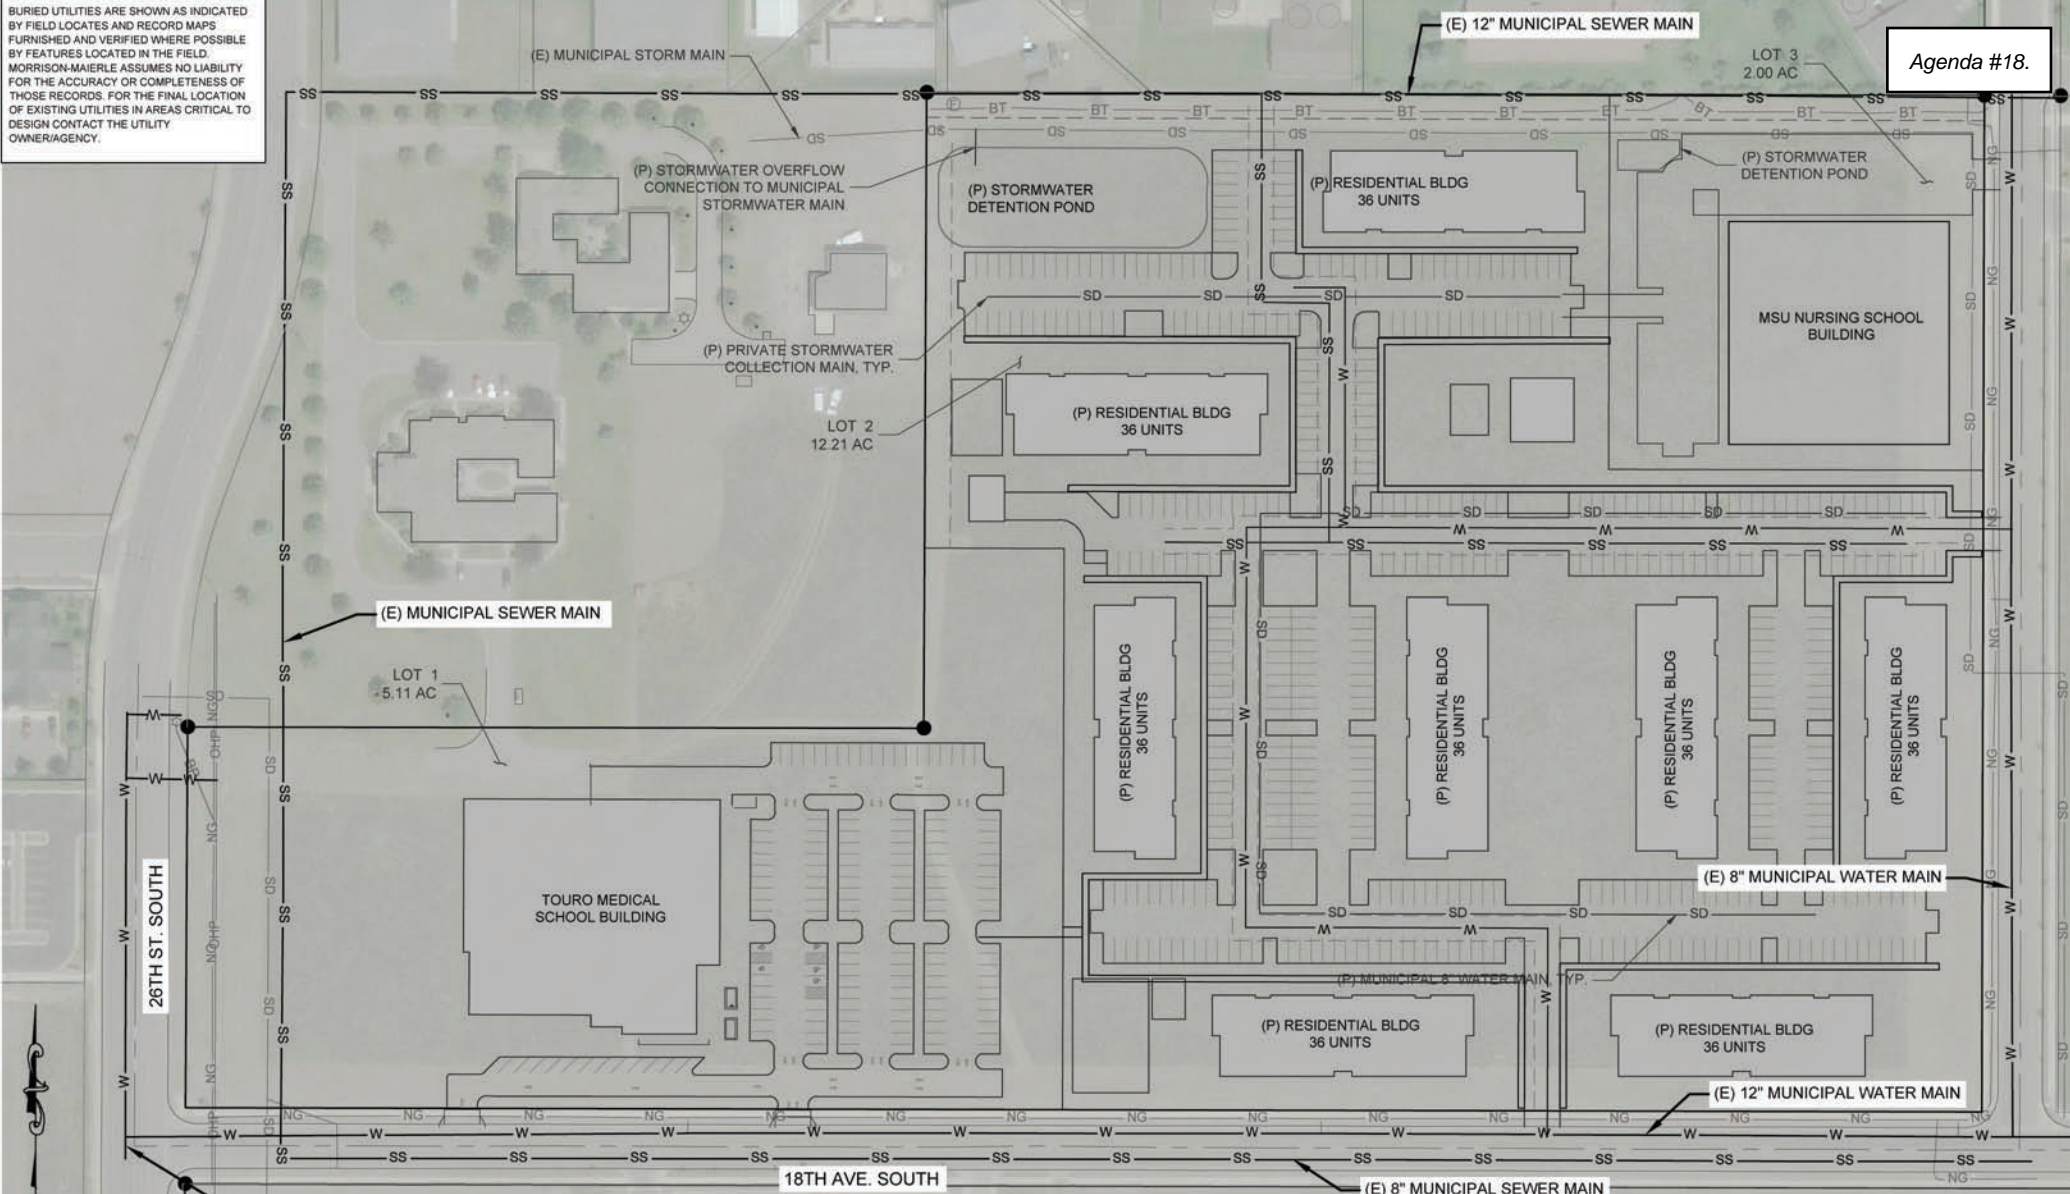 BURIED UTILITIES ARE SHOWN AS INDICATED
BY FIELD LOCATES AND RECORD MAPS
FURNISHED AND VERIFIED WHERE POSSIBLE
BY FEATURES LOCATED IN THE FIELD.
MORRISON-MAIERLE ASSUMES NO LIABILITY
FOR THE ACCURACY OR COMPLETENESS OF
THOSE RECORDS. FOR THE FINAL LOCATION
OF EXISTING UTILITIES IN AREAS CRITICAL TO
DESIGN CONTACT THE UTILITY
OWNER/AGENCY.
(E) MUNICIPAL STORM MAIN
(E) 12" MUNICIPAL SEWER MAIN
LOT 3
2.00 AC
Agenda #18.
(P) STORMWATER OVERFLOW
CONNECTION TO MUNICIPAL
STORMWATER MAIN
(P) STORMWATER
DETENTION POND
(P) RESIDENTIAL BLDG
36 UNITS
(P) STORMWATER
DETENTION POND
MSU NURSING SCHOOL
BUILDING
(P) PRIVATE STORMWATER
COLLECTION MAIN, TYP.
LOT 2
12.21 AC
(P) RESIDENTIAL BLDG
36 UNITS
(E) MUNICIPAL SEWER MAIN
LOT 1
5.11 AC
(P) RESIDENTIAL BLDG
36 UNITS
(P) RESIDENTIAL BLDG
36 UNITS
(P) RESIDENTIAL BLDG
36 UNITS
(P) RESIDENTIAL BLDG
36 UNITS
(E) 8" MUNICIPAL WATER MAIN
TOURO MEDICAL
SCHOOL BUILDING
26TH ST. SOUTH
(P) MUNICIPAL 8" WATER MAIN, TYP.
(P) RESIDENTIAL BLDG
36 UNITS
(P) RESIDENTIAL BLDG
36 UNITS
(E) 12" MUNICIPAL WATER MAIN
18TH AVE. SOUTH
(E) 8" MUNICIPAL SEWER MAIN